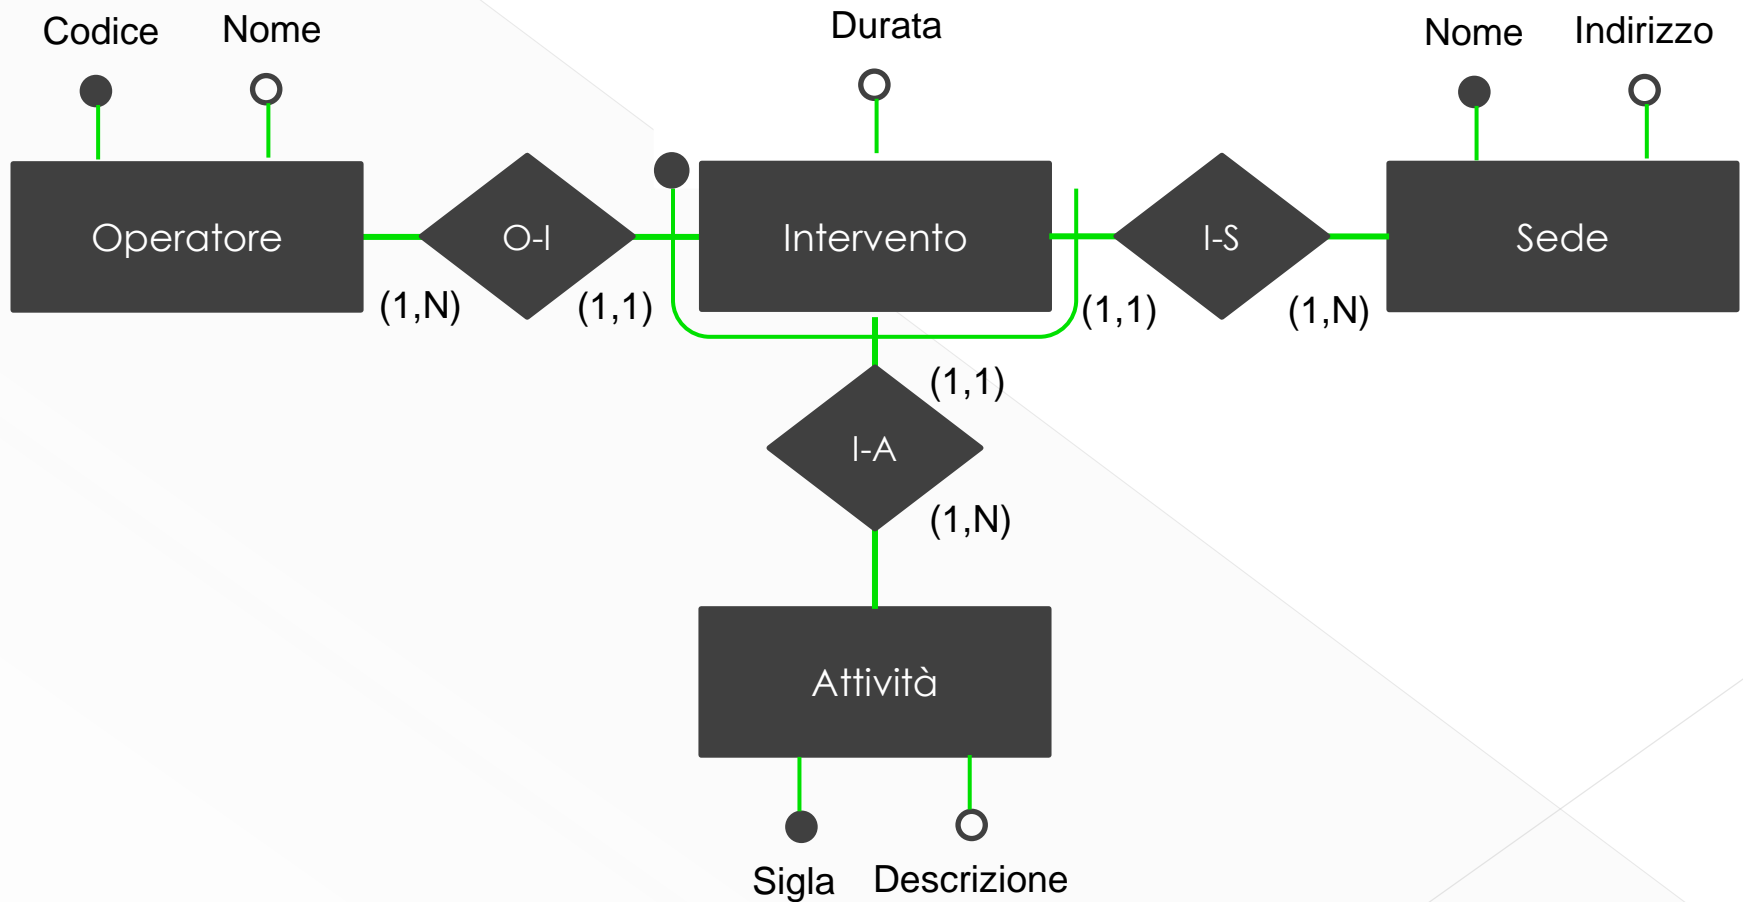 Codice
Nome
Durata
Nome
Indirizzo
Operatore
O-I
Intervento
I-S
Sede
(1,N)
(1,1)
(1,1)
(1,N)
(1,1)
I-A
(1,N)
Attività
Sigla
Descrizione